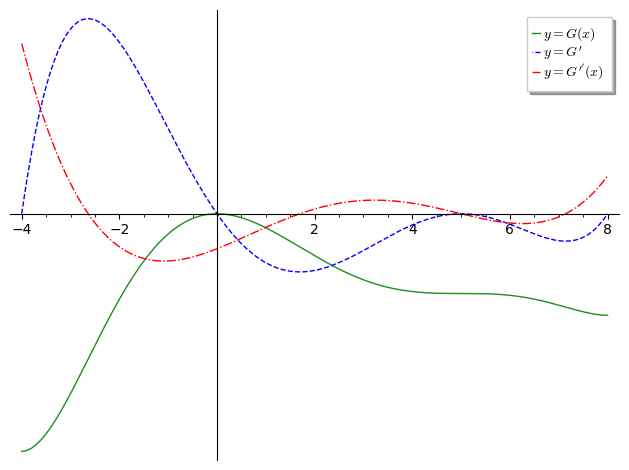 y = G(x)
y = G′
y = G′′(x)
−4 −2 2 4 6 8